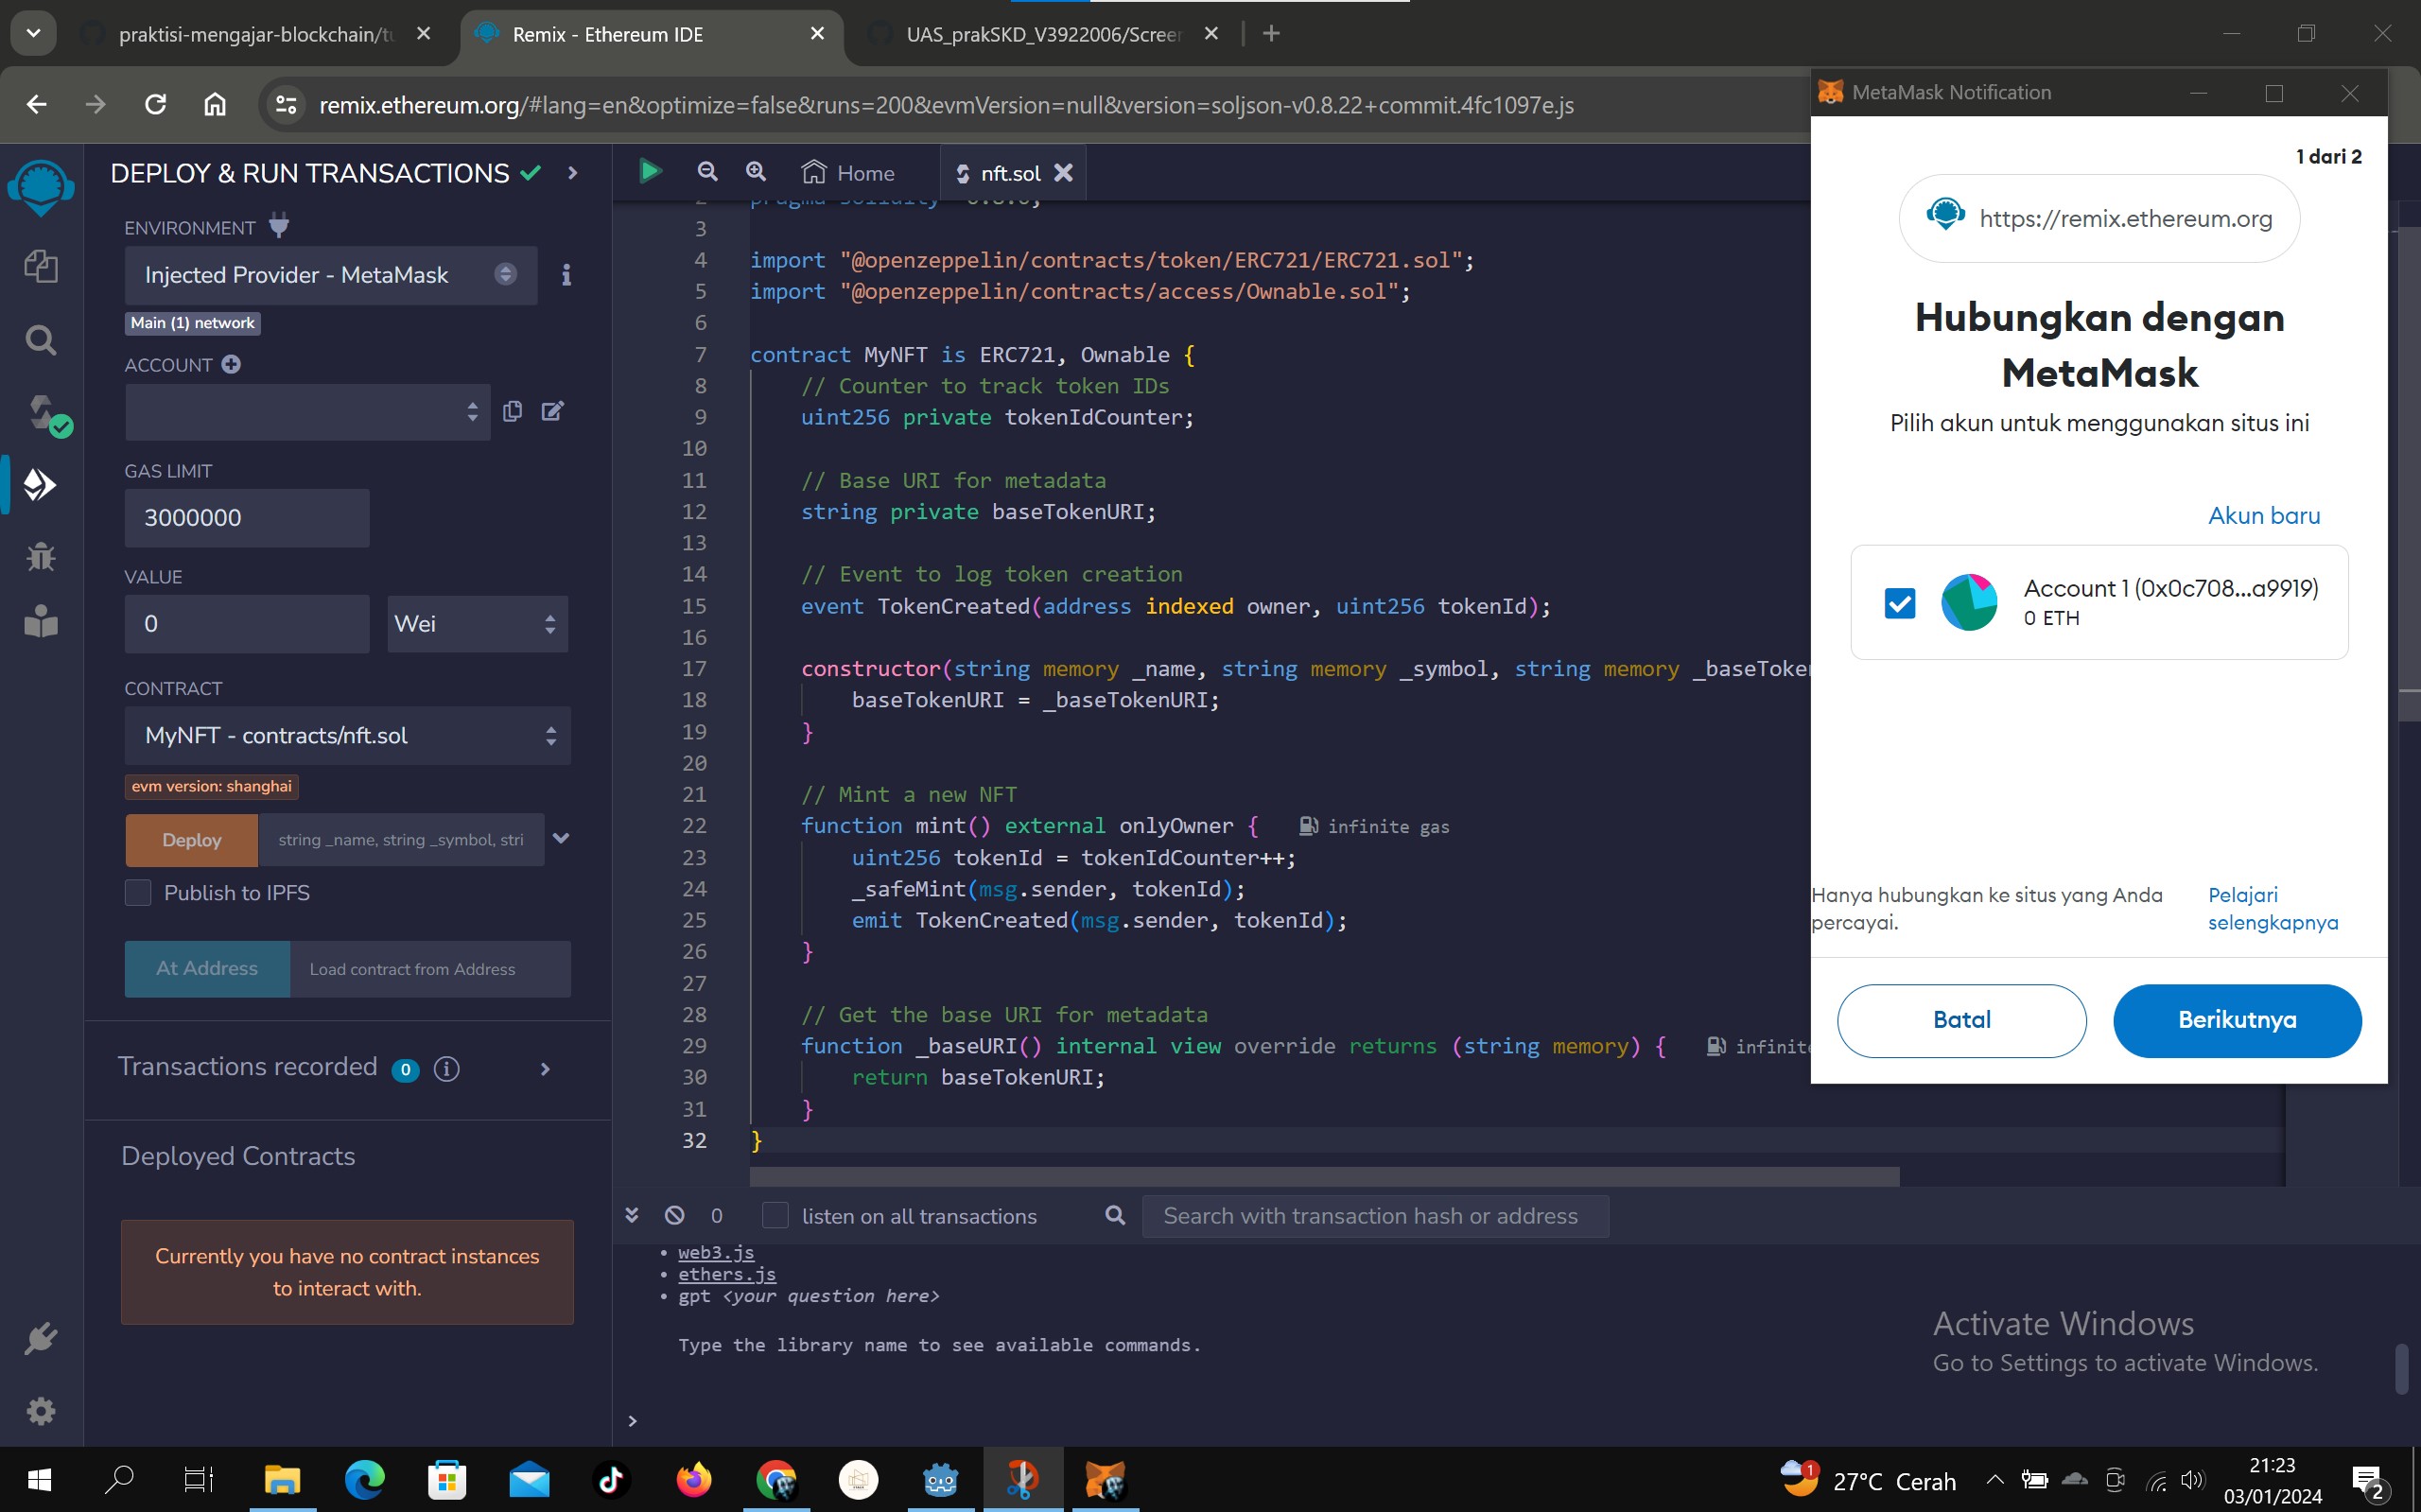 praktisi-mengajar-blockchain/tu
Remix - Ethereum IDE
UAS_prakSKD_V3922006/Screer
remix.ethereum.org/#lang=en&optimize=false&runs=200&evmVersion=null&version=soljson-v0.8.22+commit.4fc1097e.js
DEPLOY & RUN TRANSACTIONS
ENVIRONMENT
Injected Provider - MetaMask
Main (1) network
ACCOUNT
GAS LIMIT
3000000
VALUE
0
Wei
CONTRACT
MyNFT - contracts/nft.sol
evm version: shanghai
Deploy
string _name, string _symbol, stri
Publish to IPFS
At Address
Load contract from Address
Transactions recorded 0
Deployed Contracts
Currently you have no contract instances
to interact with.
Home
nft.sol
3
4 import "@openzeppelin/contracts/token/ERC721/ERC721.sol";
5 import "@openzeppelin/contracts/access/Ownable.sol";
6
7 contract MyNFT is ERC721, Ownable {
8 // Counter to track token IDs
9 uint256 private tokenIdCounter;
10
11 // Base URI for metadata
12 string private baseTokenURI;
13
14 // Event to log token creation
15 event TokenCreated(address indexed owner, uint256 tokenId);
16
17 constructor(string memory _name, string memory _symbol, string memory _baseToken
18 baseTokenURI = _baseTokenURI;
19 }
20
21 // Mint a new NFT
22 function mint() external onlyOwner { infinite gas
23 uint256 tokenId = tokenIdCounter++;
24 _safeMint(msg.sender, tokenId);
25 emit TokenCreated(msg.sender, tokenId);
26 }
27
28 // Get the base URI for metadata
29 function _baseURI() internal view override returns (string memory) { infinite
30 return baseTokenURI;
31 }
32 }
0
listen on all transactions
Search with transaction hash or address
• web3.js
• ethers.js
• gpt <your question here>
Type the library name to see available commands.
>
MetaMask Notification
1 dari 2
https://remix.ethereum.org
Hubungkan dengan
MetaMask
Pilih akun untuk menggunakan situs ini
Akun baru
Account 1 (0x0c708...a9919)
0 ETH
Hanya hubungkan ke situs yang Anda
percayai.
Pelajari
selengkapnya
Batal
Berikutnya
Activate Windows
Go to Settings to activate Windows.
1
27°C Cerah
21:23
03/01/2024
2